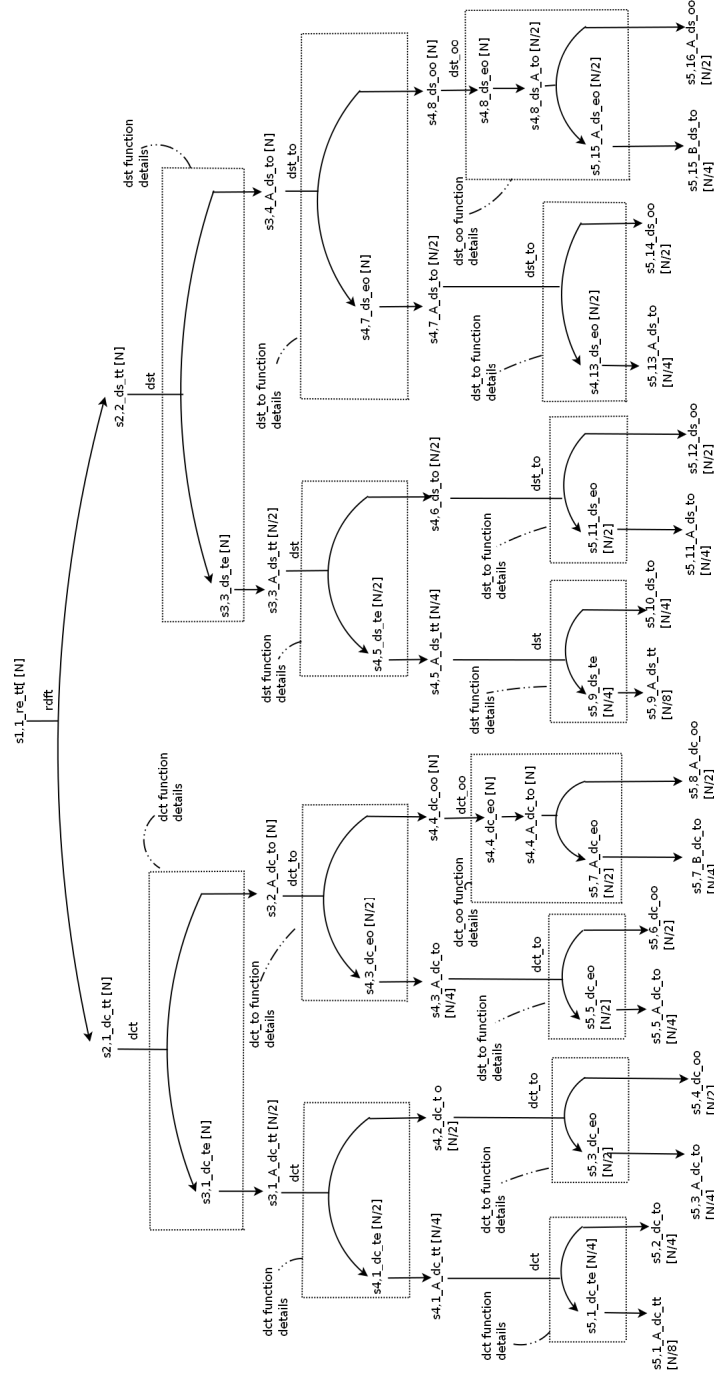 s1,1_re_tt[ [N]
rdft
s2,1_dc_tt [N]
s2,2_ds_tt [N]
dct
dst
dct function
details
dst function
details
s3,1_dc_te [N]
s3,3_ds_te [N]
s3,1_A_dc_tt [N/2]
s3,2_A_dc_to [N]
s3,3_A_ds_tt [N/2]
s3,4_A_ds_to [N]
dct
dct_to
dst
dst_to
dct function
details
dct_to function
details
dst function
details
dst_to function
details
s4,1_dc_te [N/2]
s4,3_dc_eo [N/2]
s4,5_ds_te [N/2]
s4,7_ds_eo [N]
s4,1_A_dc_tt [N/4]
s4,2_dc_t o
[N/2]
s4,3_A_dc_to
[N/4]
s4,4_dc_oo [N]
s4,5_A_ds_tt [N/4]
s4,6_ds_to [N/2]
s4,7_A_ds_to [N/2]
s4,8_ds_oo [N]
dct_oo
dst_oo
dct_oo function
details
dst_oo function
details
s4,4_dc_eo [N]
s4,8_ds_eo [N]
dct
dct_to
dct_to
s4,4_A_dc_to [N]
dst
dst_to
dst_to
s4,8_ds_A_to [N/2]
dct function
details
dct_to function
details
dst_to function
details
dst function
details
dst_to function
details
dst_to function
details
s5,1_dc_te [N/4]
s5,3_dc_eo
[N/2]
s5,5_dc_eo
[N/2]
s5,7_A_dc_eo
[N/2]
s5,9_ds_te
[N/4]
s5,11_ds_eo
[N/2]
s4,13_ds_eo [N/2]
s5,15_A_ds_eo [N/2]
s5,1_A_dc_tt
[N/8]
s5,2_dc_to
[N/4]
s5,3_A_dc_to
[N/4]
s5,4_dc_oo
[N/2]
s5,5_A_dc_to
[N/4]
s5,6_dc_oo
[N/2]
s5,7_B_dc_to
[N/4]
s5,8_A_dc_oo
[N/2]
s5,9_A_ds_tt
[N/8]
s5,10_ds_to
[N/4]
s5,11_A_ds_to
[N/4]
s5,12_ds_oo
[N/2]
s5,13_A_ds_to
[N/4]
s5,14_ds_oo
[N/2]
s5,15_B_ds_to
[N/4]
s5,16_A_ds_oo
[N/2]